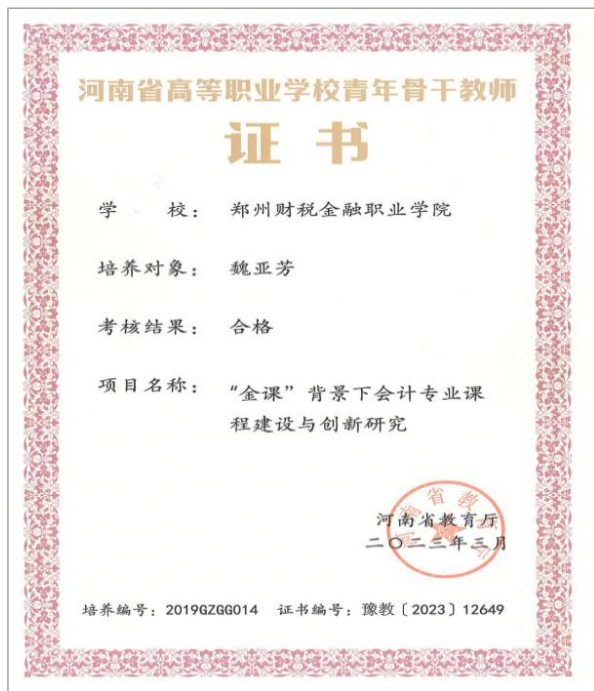 河南省高等职业学校青年骨干教师
证书
学 校： 郑州财税金融职业学院
培养对象： 魏亚芳
考核结果： 合格
项目名称： “金课”背景下会计专业课
程建设与创新研究
河南省教育厅
二〇二三年三月
培养编号：2019GZGG014 证书编号：豫教〔2023〕12649